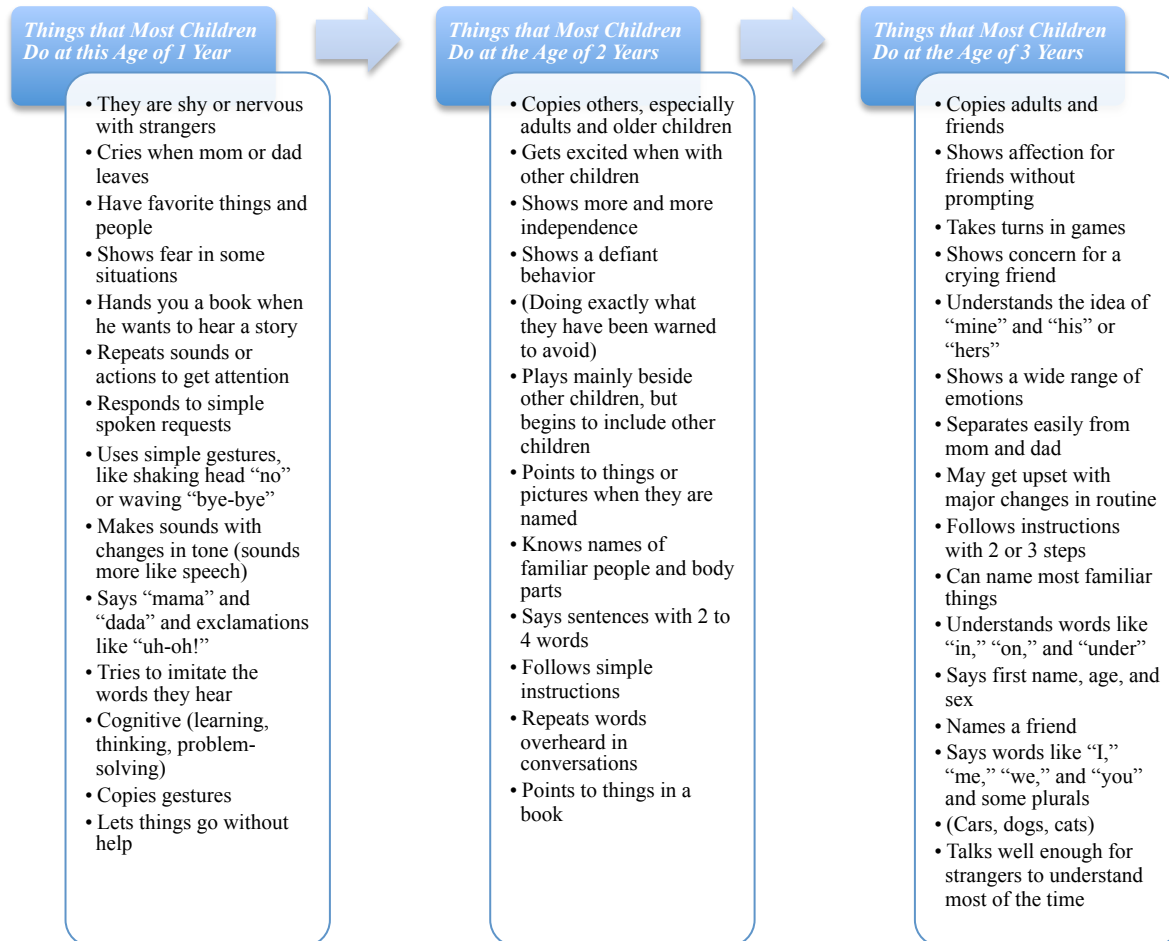 Things that Most Children
Do at this Age of 1 Year
• They are shy or nervous
with strangers
• Cries when mom or dad
leaves
• Have favorite things and
people
• Shows fear in some
situations
• Hands you a book when
he wants to hear a story
• Repeats sounds or
actions to get attention
• Responds to simple
spoken requests
• Uses simple gestures,
like shaking head “no”
or waving “bye-bye”
• Makes sounds with
changes in tone (sounds
more like speech)
• Says “mama” and
“dada” and exclamations
like “uh-oh!”
• Tries to imitate the
words they hear
• Cognitive (learning,
thinking, problem-
solving)
• Copies gestures
• Lets things go without
help
Things that Most Children
Do at the Age of 2 Years
• Copies others, especially
adults and older children
• Gets excited when with
other children
• Shows more and more
independence
• Shows a defiant
behavior
• (Doing exactly what
they have been warned
to avoid)
• Plays mainly beside
other children, but
begins to include other
children
• Points to things or
pictures when they are
named
• Knows names of
familiar people and body
parts
• Says sentences with 2 to
4 words
• Follows simple
instructions
• Repeats words
overheard in
conversations
• Points to things in a
book
Things that Most Children
Do at the Age of 3 Years
• Copies adults and
friends
• Shows affection for
friends without
prompting
• Takes turns in games
• Shows concern for a
crying friend
• Understands the idea of
“mine” and “his” or
“hers”
• Shows a wide range of
emotions
• Separates easily from
mom and dad
• May get upset with
major changes in routine
• Follows instructions
with 2 or 3 steps
• Can name most familiar
things
• Understands words like
“in,” “on,” and “under”
• Says first name, age, and
sex
• Names a friend
• Says words like “I,”
“me,” “we,” and “you”
and some plurals
• (Cars, dogs, cats)
• Talks well enough for
strangers to understand
most of the time